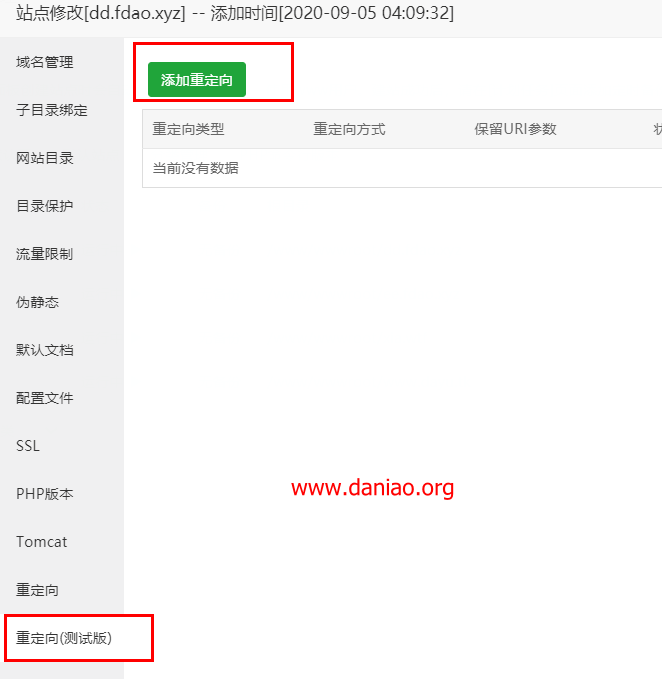 站点修改[dd.fdao.xyz] -- 添加时间[2020-09-05 04:09:32]
域名管理
子目录绑定
网站目录
目录保护
流量限制
伪静态
默认文档
配置文件
SSL
PHP版本
Tomcat
重定向
重定向(测试版)
添加重定向
重定向类型 重定向方式 保留URI参数
当前没有数据
www.daniao.org